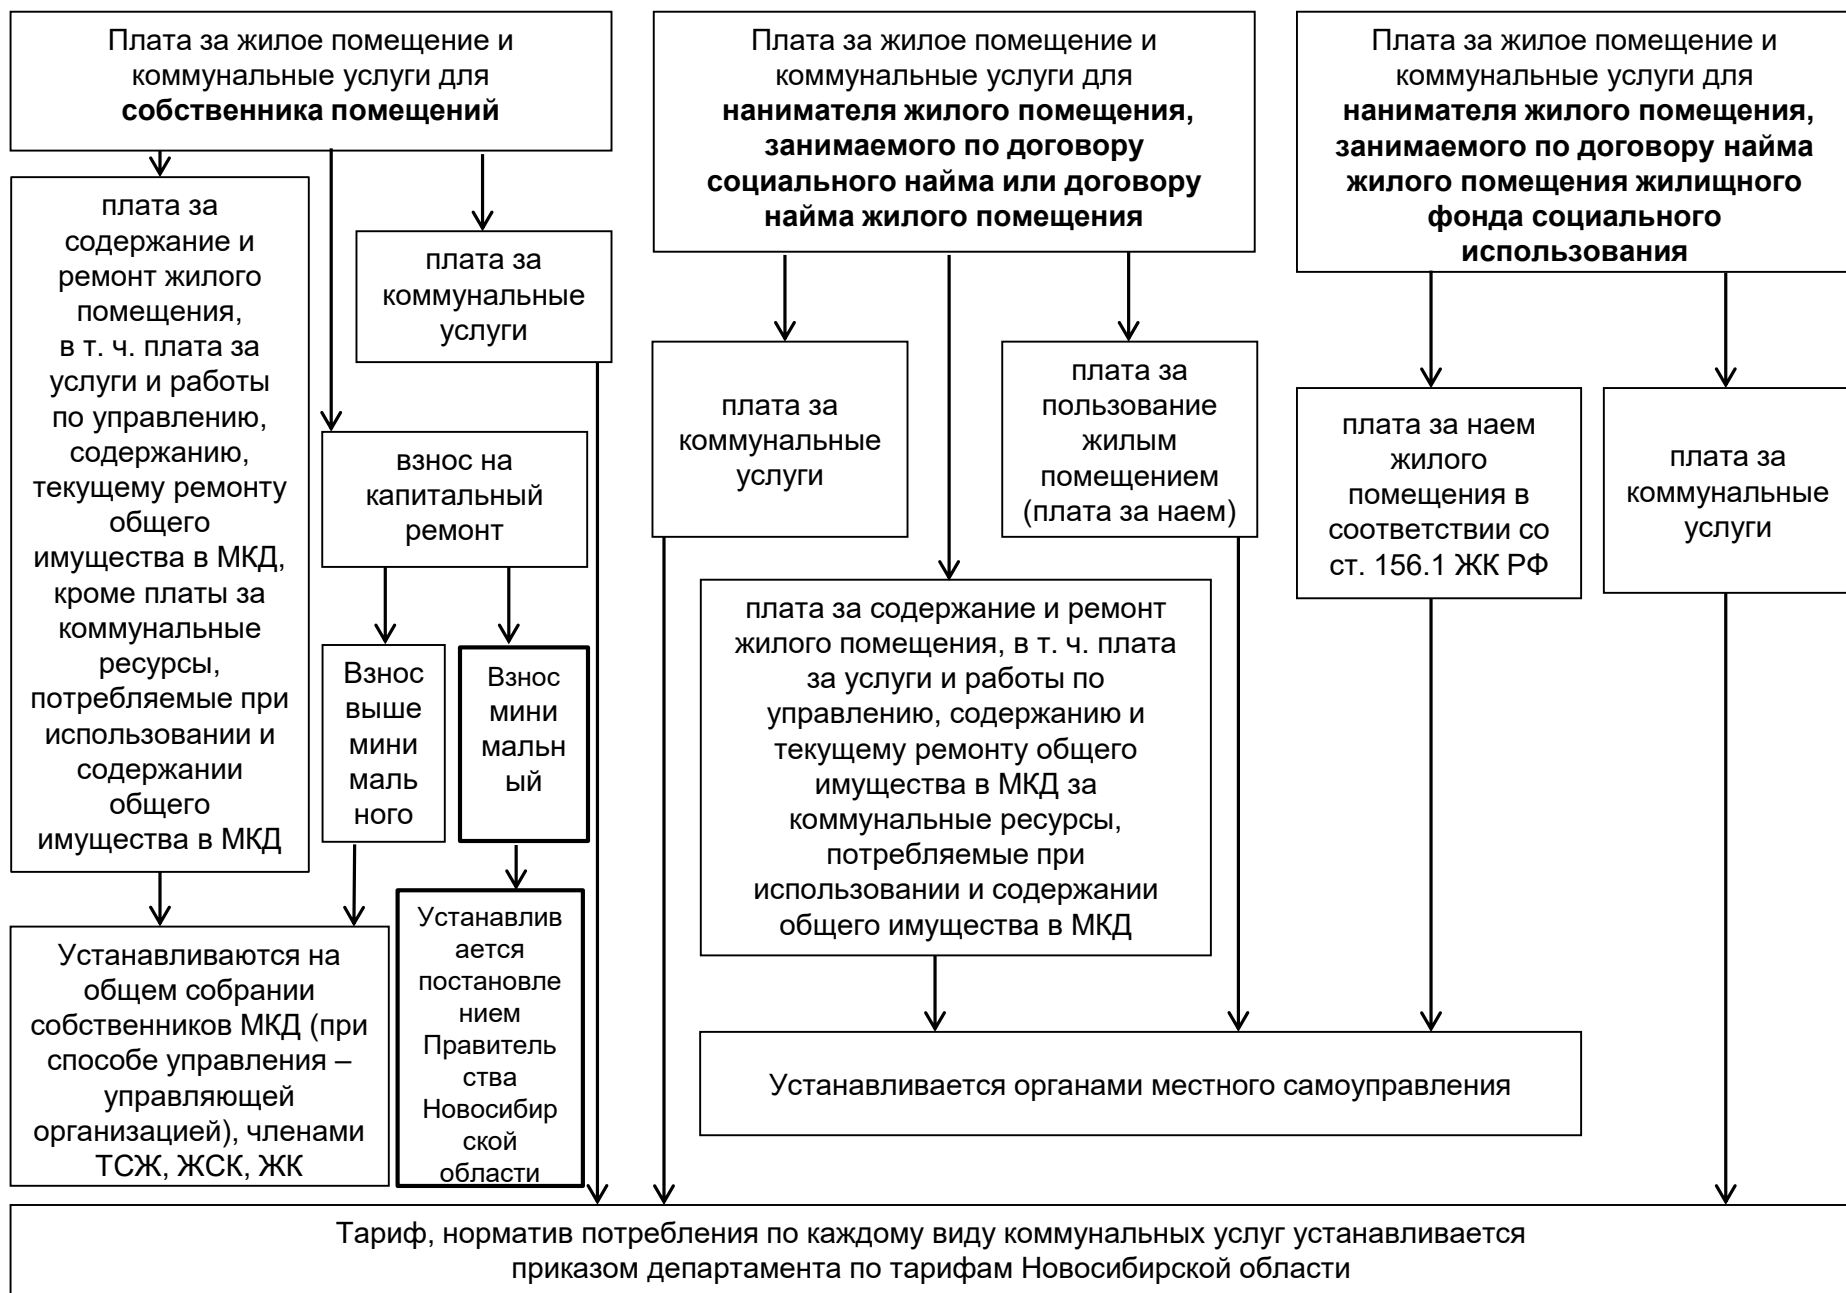 Плата за жилое помещение и
коммунальные услуги для
собственника помещений
Плата за жилое помещение и
коммунальные услуги для
нанимателя жилого помещения,
занимаемого по договору
социального найма или договору
найма жилого помещения
Плата за жилое помещение и
коммунальные услуги для
нанимателя жилого помещения,
занимаемого по договору найма
жилого помещения жилищного
фонда социального
использования
плата за
содержание и
ремонт жилого
помещения,
в т. ч. плата за
услуги и работы
по управлению,
содержанию,
текущему ремонту
общего
имущества в МКД,
кроме платы за
коммунальные
ресурсы,
потребляемые при
использовании и
содержании
общего
имущества в МКД
плата за
коммунальные
услуги
взнос на
капитальный
ремонт
Взнос
выше
мини
маль
ного
Взнос
мини
мальн
ый
Устанавливаются на
общем собрании
собственников МКД (при
способе управления –
управляющей
организацией), членами
ТСЖ, ЖСК, ЖК
Устанавлив
ается
постановле
нием
Правитель
ства
Новосибир
ской
области
плата за
коммунальные
услуги
плата за
пользование
жилым
помещением
(плата за наем)
плата за содержание и ремонт
жилого помещения, в т. ч. плата
за услуги и работы по
управлению, содержанию и
текущему ремонту общего
имущества в МКД за
коммунальные ресурсы,
потребляемые при
использовании и содержании
общего имущества в МКД
плата за наем
жилого
помещения в
соответствии со
ст. 156.1 ЖК РФ
плата за
коммунальные
услуги
Устанавливается органами местного самоуправления
Тариф, норматив потребления по каждому виду коммунальных услуг устанавливается
приказом департамента по тарифам Новосибирской области